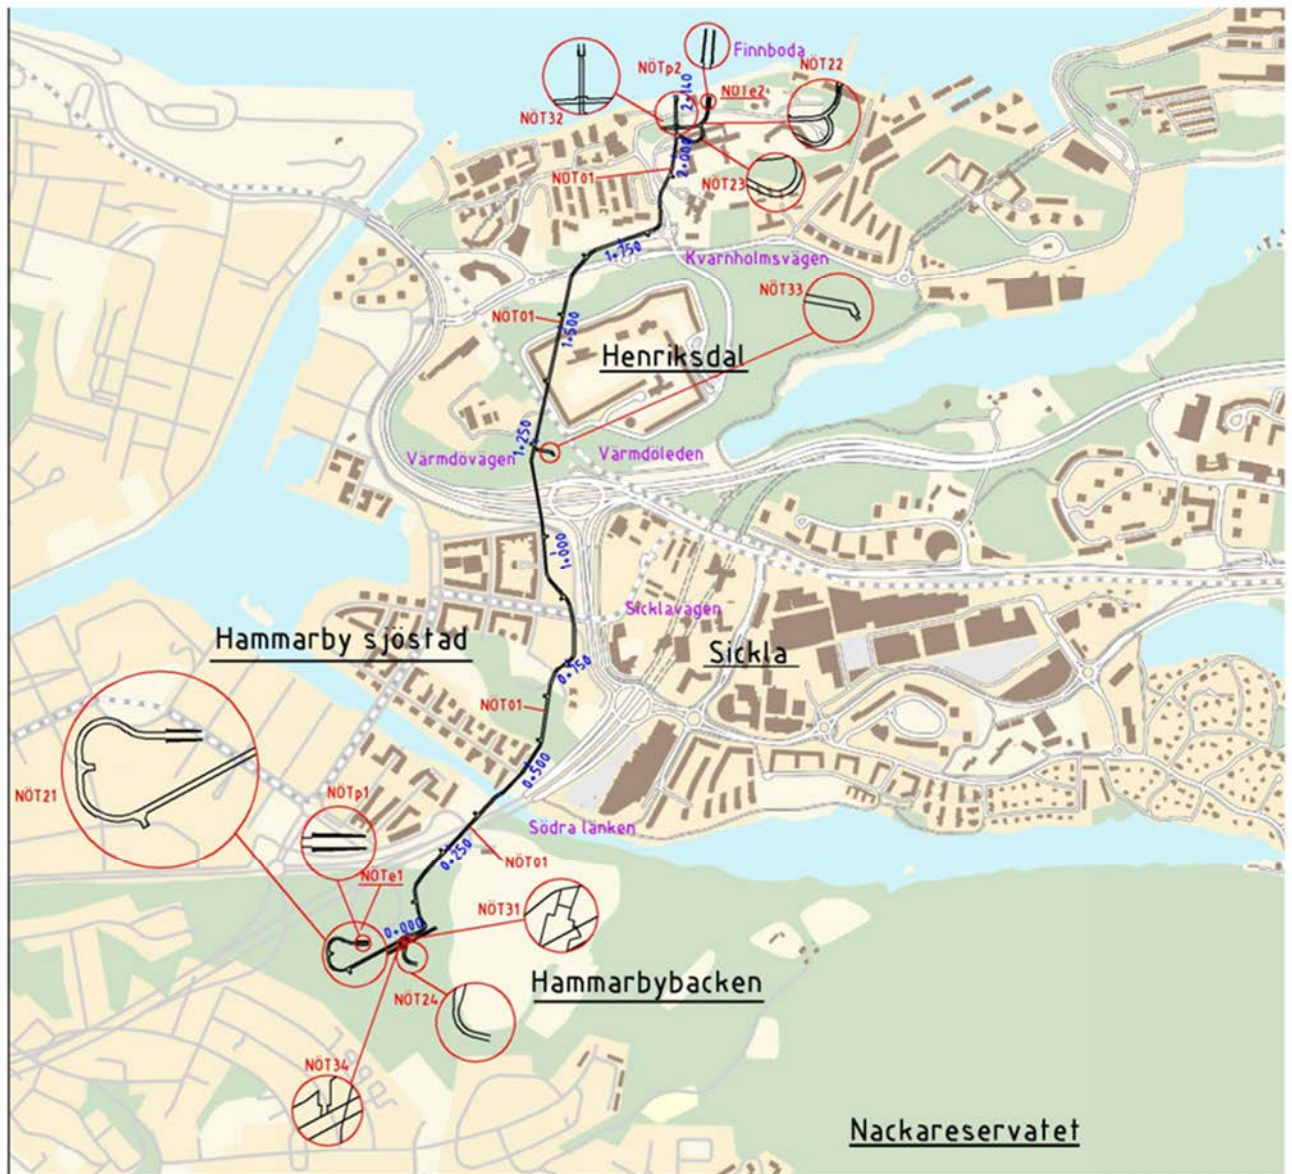 Finnboda
NÖTp2
NÖT22
NÖTe2
2+140
NÖT32
2+000
NÖT01
NÖT23
1+750
Kvarnholmsvägen
NÖT33
NÖT01
1+500
Henriksdal
1+250
Värmdövägen
Värmdöleden
1+000
Sicklavägen
Hammarby sjöstad
Sickla
0+750
NÖT01
0+500
NÖT21
NÖTp1
Södra länken
0+250
NÖT01
NÖTe1
NÖT31
0+000
Hammarbybacken
NÖT24
NÖT34
Nackareservatet